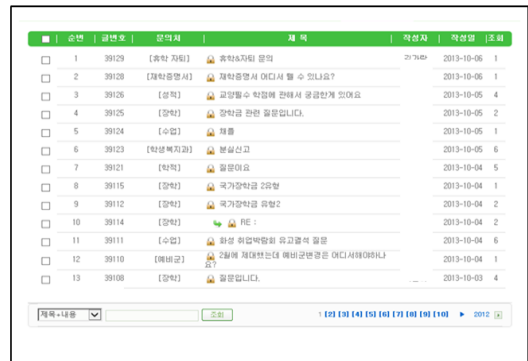 순번 글번호 문의처 제 목 작성자 작성일 조회
1 39129 [휴학 자퇴] 휴학&자퇴 문의 2013-10-06 1
2 39128 [재학증명서] 재학증명서 어디서 뗄 수 있나요? 2013-10-06 1
3 39126 [성적] 교양필수 학점에 관해서 궁금한게 있어요 2013-10-05 4
4 39125 [장학] 장학금 관련 질문입니다. 2013-10-05 2
5 39124 [수업] 채플 2013-10-05 1
6 39123 [학생복지과] 분실신고 2013-10-05 6
7 39121 [학적] 질문이요 2013-10-04 5
8 39115 [장학] 국가장학금 2유형 2013-10-04 1
9 39112 [장학] 국가장학금 유형2 2013-10-04 2
10 39114 [장학] RE : 2013-10-04 2
11 39111 [수업] 화성 취업박람회 유고결석 질문 2013-10-04 6
12 39110 [예비군] 2월에 제대했는데 예비군변경은 어디서해야하나
요? 2013-10-04 1
13 39108 [장학] 질문입니다. 2013-10-03 4
제목+내용 조회 1 [2] [3] [4] [5] [6] [7] [8] [9] [10] 2012